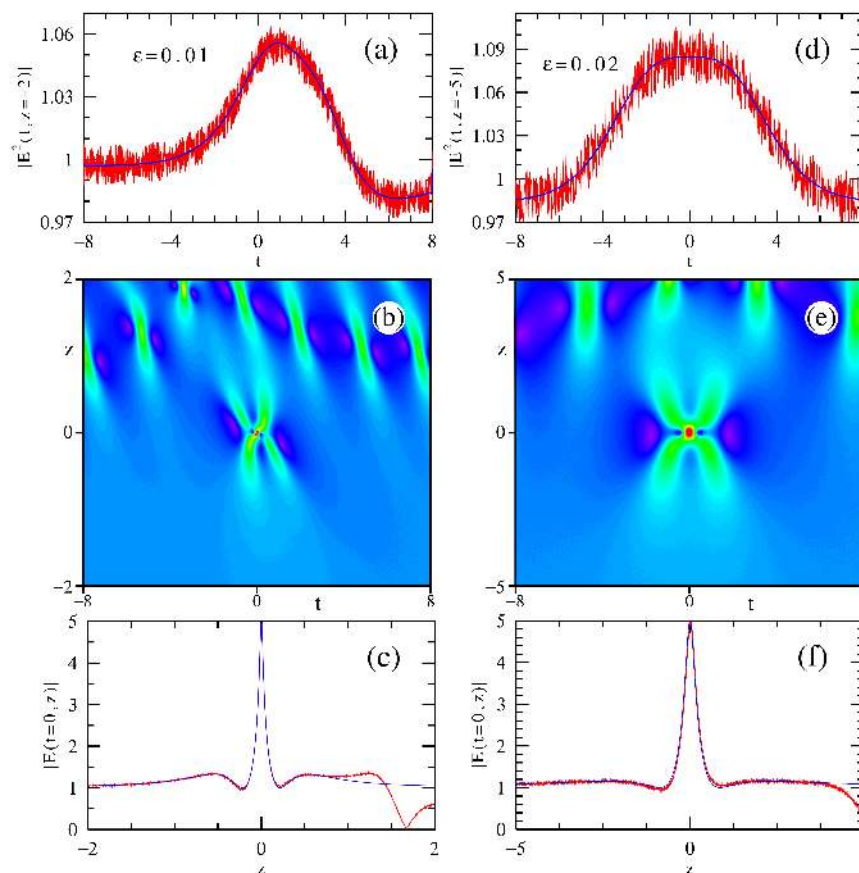 (a)
ε=0.01
|E²(t,z=−2)|
1.06
1.03
1
0.97
−8 −4 0 4 8
t
(d)
ε=0.02
|E²(t,z=−5)|
1.09
1.06
1.03
1
0.97
−8 −4 0 4
t
(b)
2
z
0
−2
−8 0 t 8
(e)
5
z
0
−5
−8 0 t
(c)
|E(t=0,z)|
5
4
3
2
1
0
−2 0 2
z
(f)
|E(t=0,z)|
5
4
3
2
1
0
−5 0
z